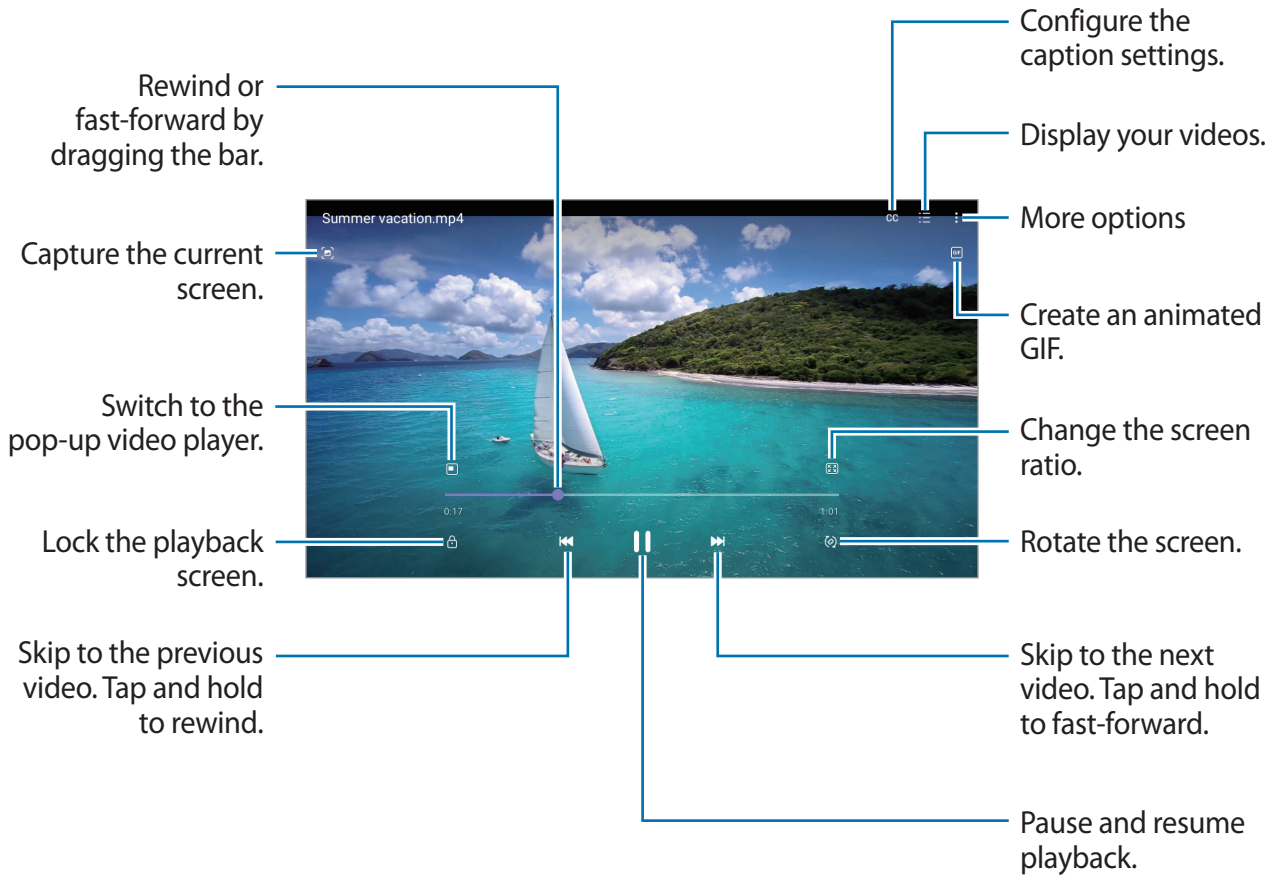 Configure the
caption settings.
Rewind or
fast-forward by
dragging the bar.
Display your videos.
Summer vacation.mp4
CC
More options
Capture the current
screen.
GIF
Create an animated
GIF.
Switch to the
pop-up video player.
Change the screen
ratio.
0:17
1:01
Lock the playback
screen.
Rotate the screen.
Skip to the previous
video. Tap and hold
to rewind.
Skip to the next
video. Tap and hold
to fast-forward.
Pause and resume
playback.